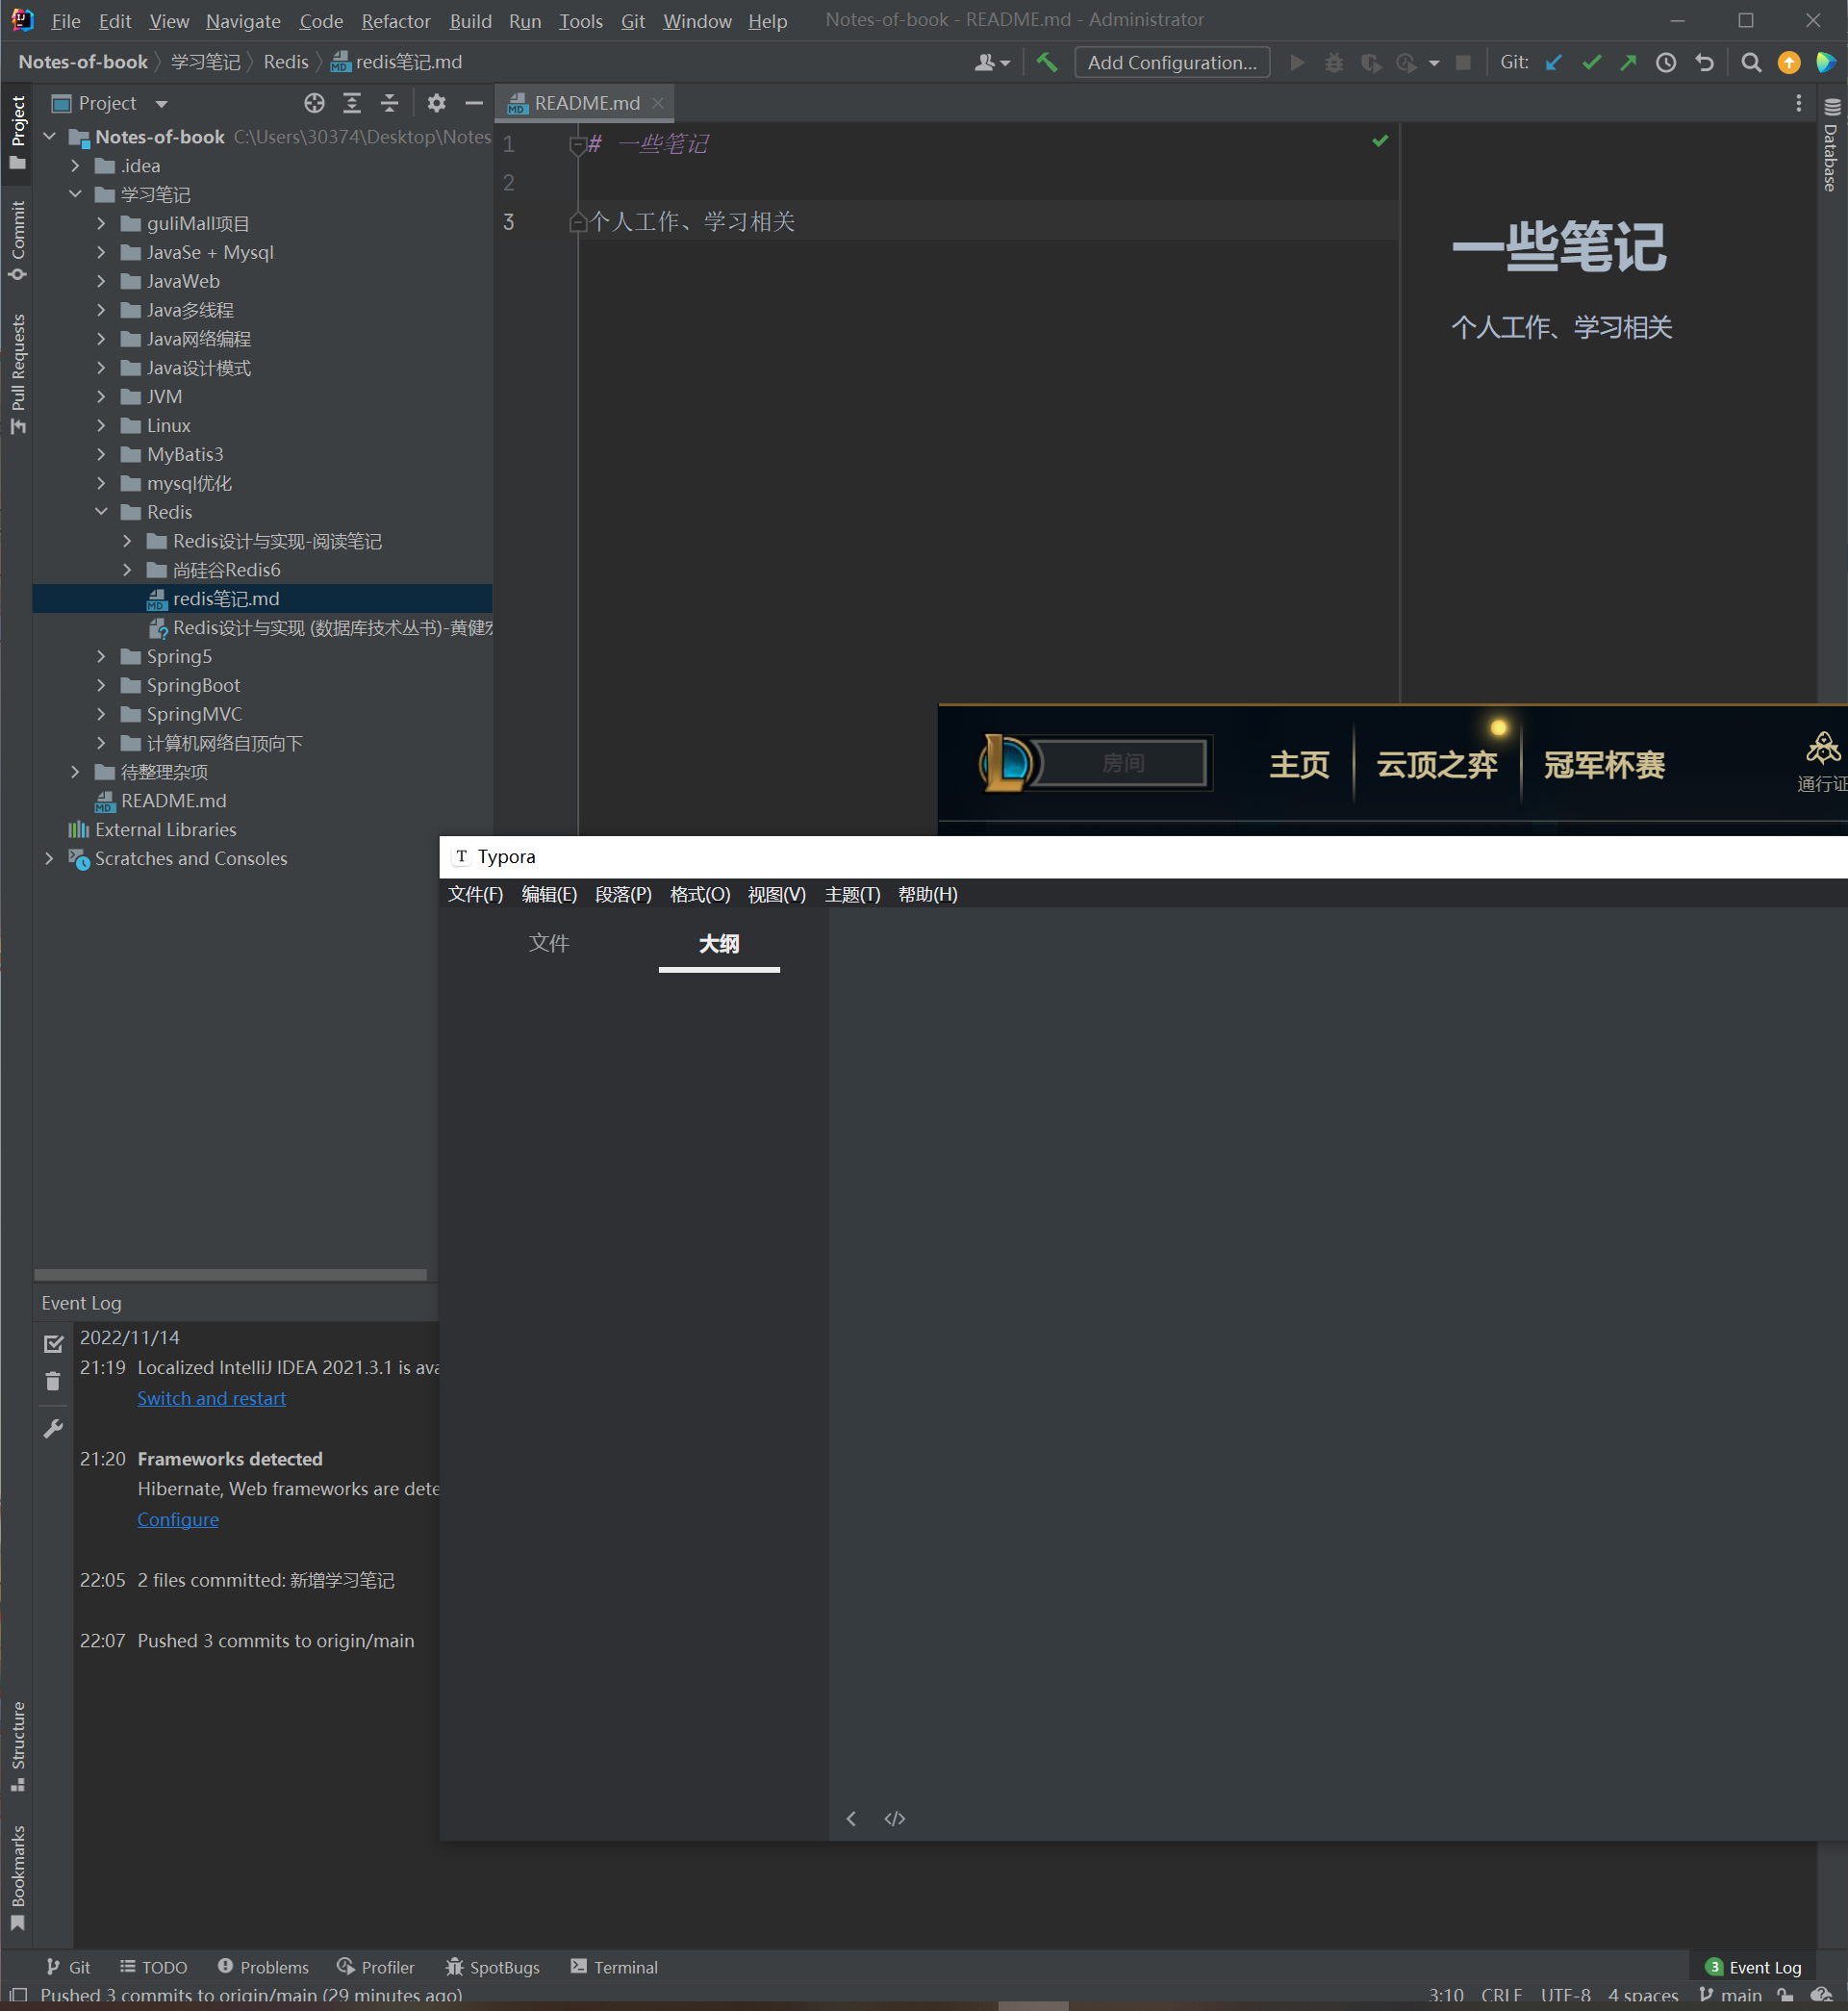 File Edit View Navigate Code Refactor Build Run Tools Git Window Help Notes-of-book - README.md - Administrator
Notes-of-book 学习笔记 Redis redis笔记.md Add Configuration... Git:
Project
README.md
Project
Commit
Pull Requests
Structure
Bookmarks
Database
Notes-of-book C:\Users\30374\Desktop\Notes
.idea
学习笔记
guliMall项目
JavaSe + Mysql
JavaWeb
Java多线程
Java网络编程
Java设计模式
JVM
Linux
MyBatis3
mysql优化
Redis
Redis设计与实现-阅读笔记
尚硅谷Redis6
redis笔记.md
Redis设计与实现 (数据库技术丛书)-黄健宏
Spring5
SpringBoot
SpringMVC
计算机网络自顶向下
待整理杂项
README.md
External Libraries
Scratches and Consoles
1 # 一些笔记
2
3 个人工作、学习相关
一些笔记
个人工作、学习相关
房间 主页 云顶之弈 冠军杯赛 通行证
Typora
文件(F) 编辑(E) 段落(P) 格式(O) 视图(V) 主题(T) 帮助(H)
文件 大纲
Event Log
2022/11/14
21:19 Localized IntelliJ IDEA 2021.3.1 is ava
Switch and restart
21:20 Frameworks detected
Hibernate, Web frameworks are dete
Configure
22:05 2 files committed: 新增学习笔记
22:07 Pushed 3 commits to origin/main
Git TODO Problems Profiler SpotBugs Terminal 3 Event Log
Pushed 3 commits to origin/main (29 minutes ago) 3:10 CRLF UTF-8 4 spaces main